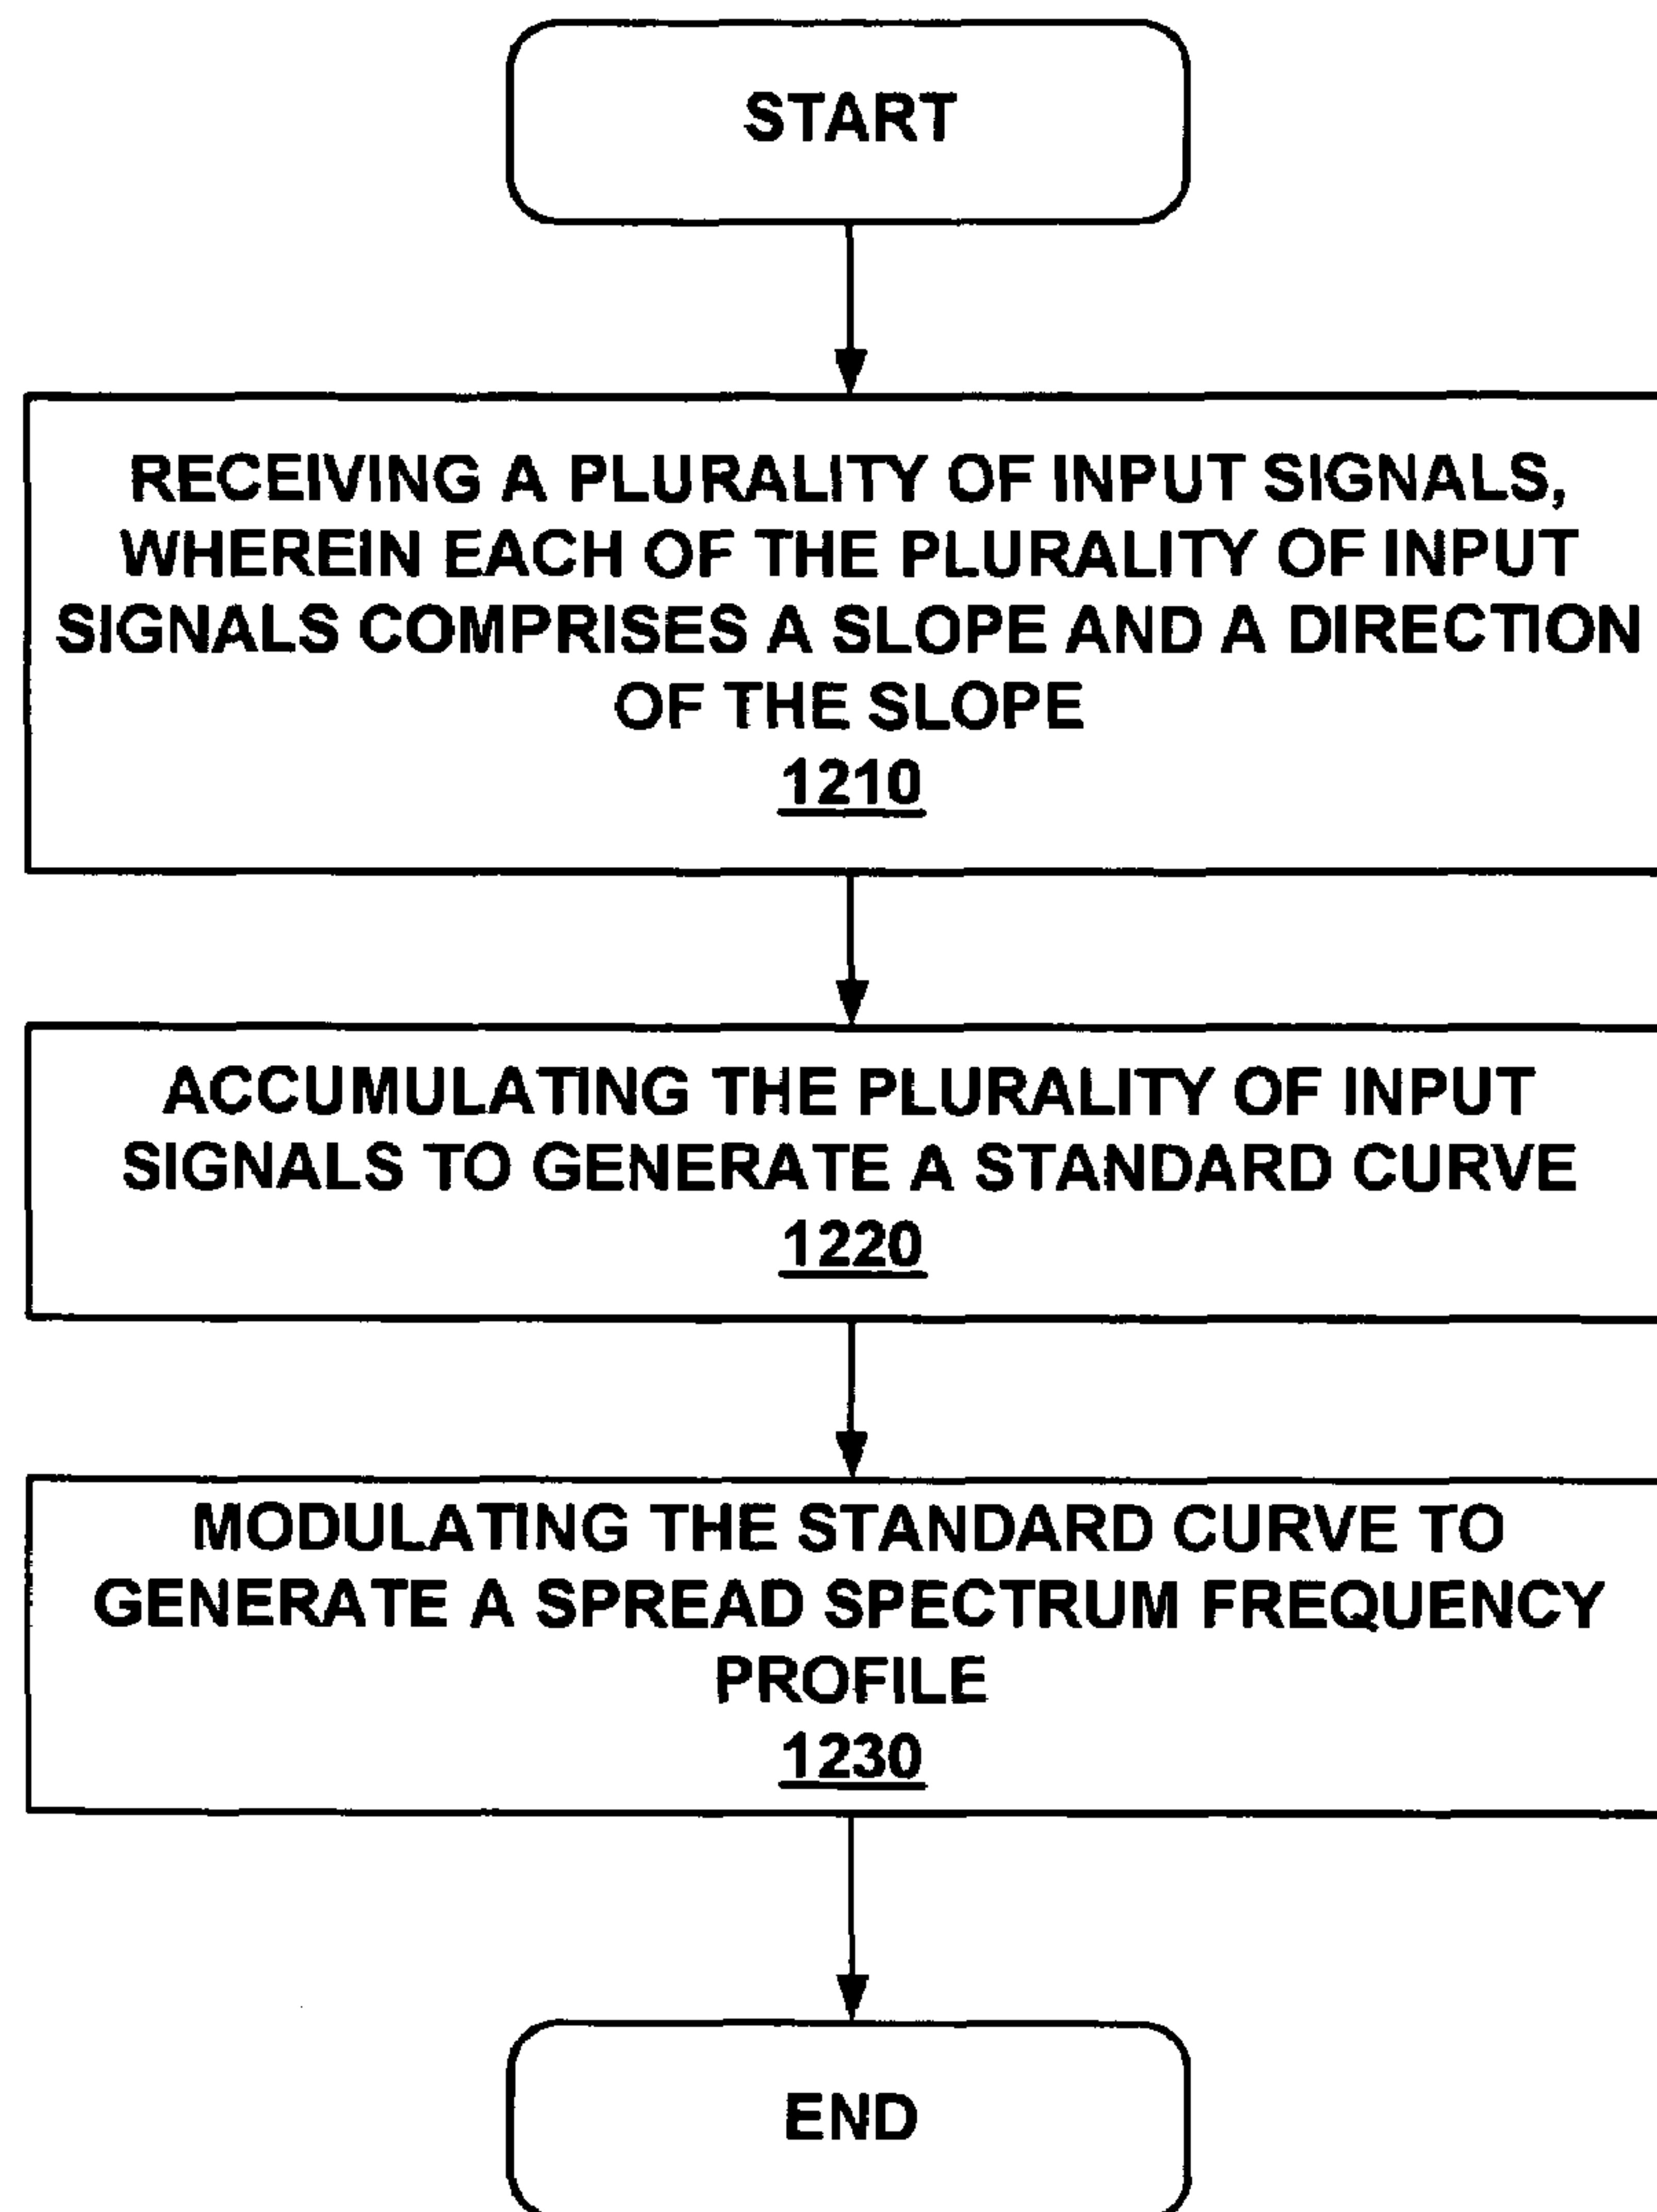 START
RECEIVING A PLURALITY OF INPUT SIGNALS,
WHEREIN EACH OF THE PLURALITY OF INPUT
SIGNALS COMPRISES A SLOPE AND A DIRECTION
OF THE SLOPE
1210
ACCUMULATING THE PLURALITY OF INPUT
SIGNALS TO GENERATE A STANDARD CURVE
1220
MODULATING THE STANDARD CURVE TO
GENERATE A SPREAD SPECTRUM FREQUENCY
PROFILE
1230
END